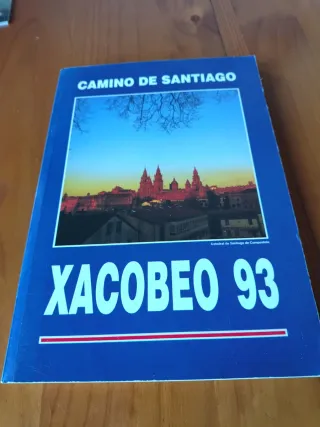 CAMINO DE SANTIAGO
Catedral de Santiago de Compostela
XACOBEO 93